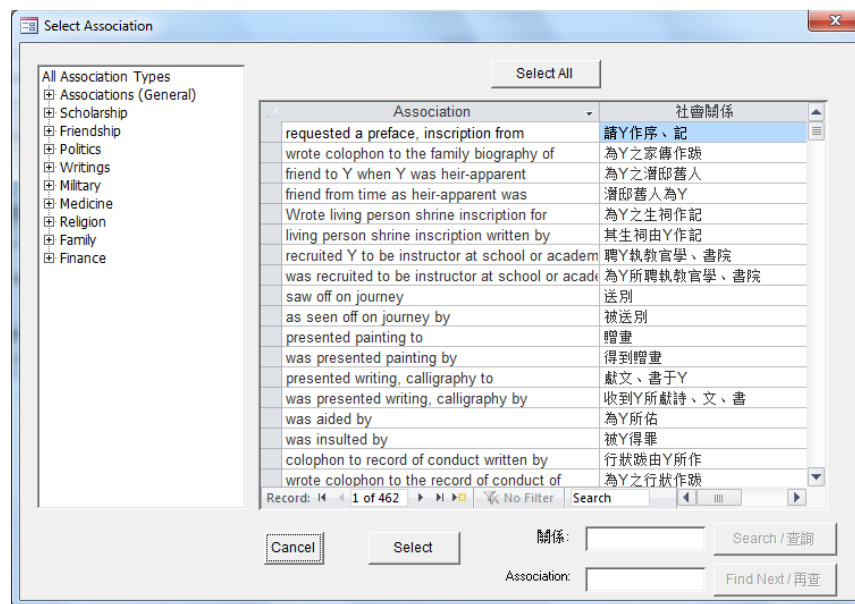 Select Association
All Association Types
Associations (General)
Scholarship
Friendship
Politics
Writings
Military
Medicine
Religion
Family
Finance
Select All
Association 社會關係
requested a preface, inscription from 請Y作序、記
wrote colophon to the family biography of 為Y之家傳作跋
friend to Y when Y was heir-apparent 為Y之潛邸舊人
friend from time as heir-apparent was 潛邸舊人為Y
Wrote living person shrine inscription for 為Y之生祠作記
living person shrine inscription written by 其生祠由Y作記
recruited Y to be instructor at school or academ 聘Y執教官學、書院
was recruited to be instructor at school or acade 為Y所聘執教官學、書院
saw off on journey 送別
as seen off on journey by 被送別
presented painting to 贈畫
was presented painting by 得到贈畫
presented writing, calligraphy to 獻文、書于Y
was presented writing, calligraphy by 收到Y所獻詩、文、書
was aided by 為Y所佑
was insulted by 被Y得罪
colophon to record of conduct written by 行狀跋由Y所作
wrote colophon to the record of conduct of 為Y之行狀作跋
Record: 1 of 462 No Filter Search
Cancel Select 關係: Search / 查詢
Association: Find Next / 再查